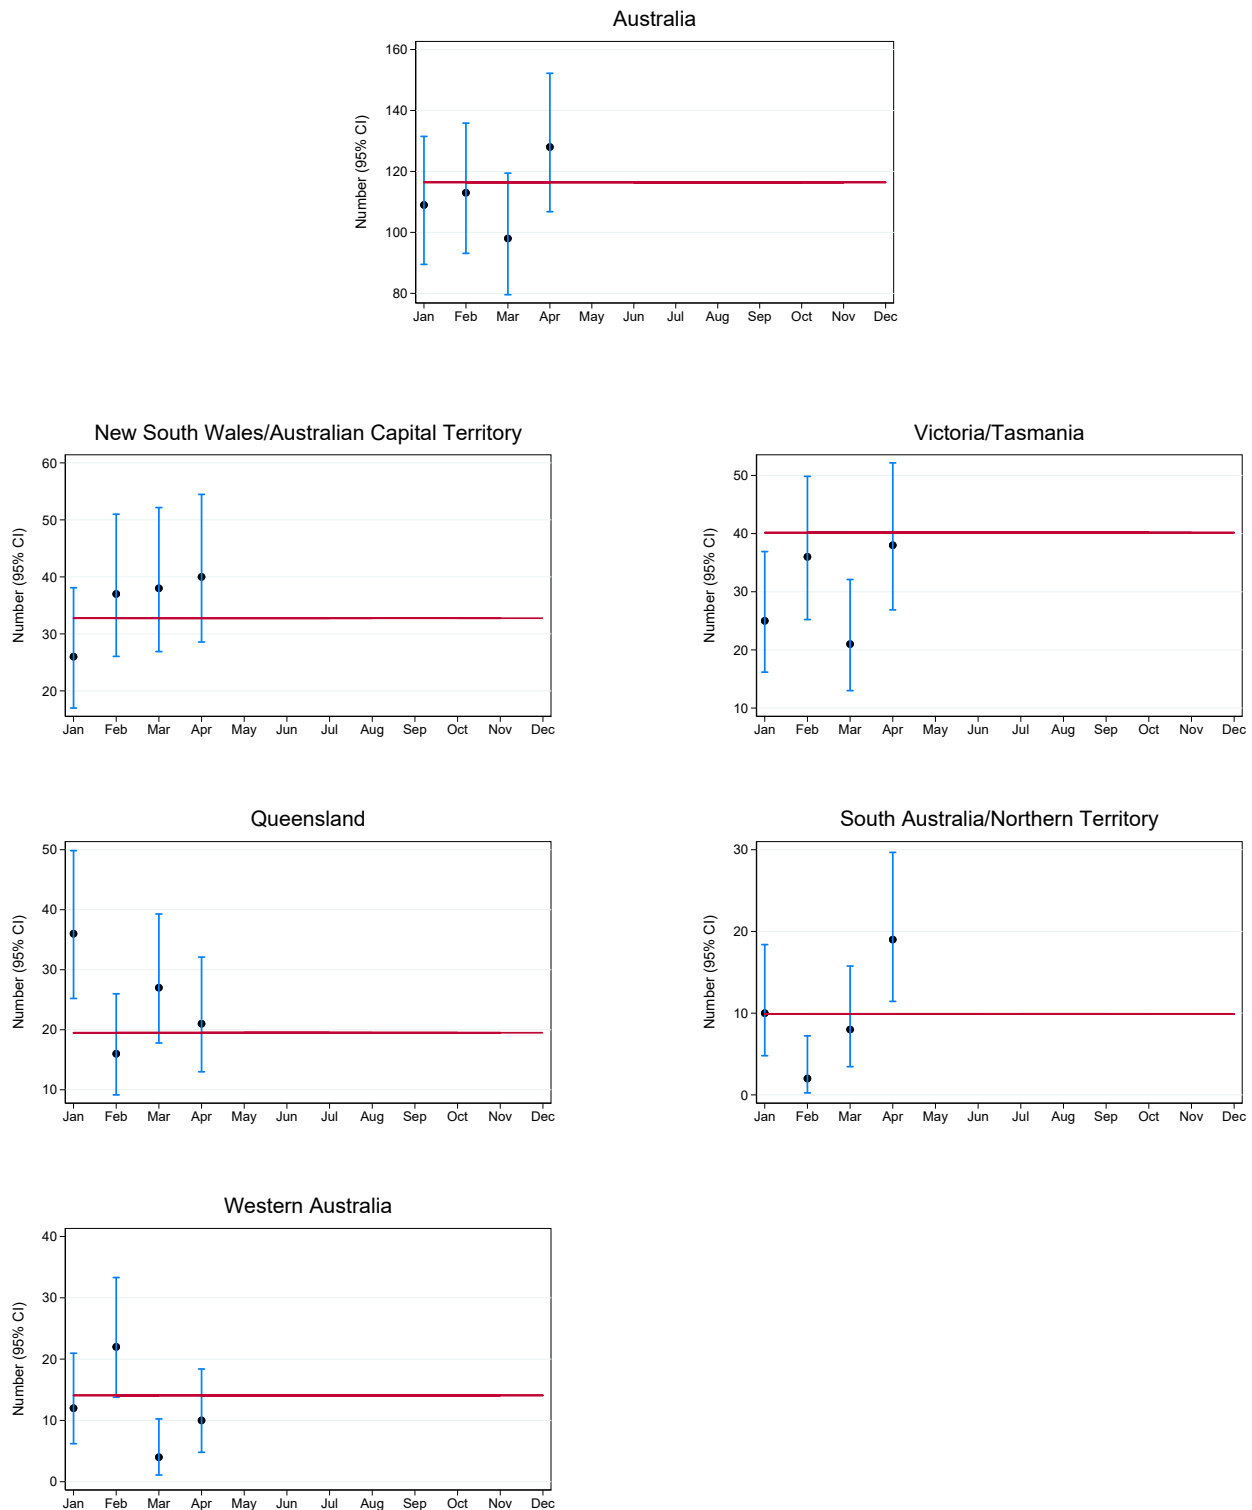 Australia
Number (95% CI)
160
140
120
100
80
Jan Feb Mar Apr May Jun Jul Aug Sep Oct Nov Dec
New South Wales/Australian Capital Territory
Number (95% CI)
60
50
40
30
20
Jan Feb Mar Apr May Jun Jul Aug Sep Oct Nov Dec
Victoria/Tasmania
Number (95% CI)
50
40
30
20
10
Jan Feb Mar Apr May Jun Jul Aug Sep Oct Nov Dec
Queensland
Number (95% CI)
50
40
30
20
10
Jan Feb Mar Apr May Jun Jul Aug Sep Oct Nov Dec
South Australia/Northern Territory
Number (95% CI)
30
20
10
0
Jan Feb Mar Apr May Jun Jul Aug Sep Oct Nov Dec
Western Australia
Number (95% CI)
40
30
20
10
0
Jan Feb Mar Apr May Jun Jul Aug Sep Oct Nov Dec